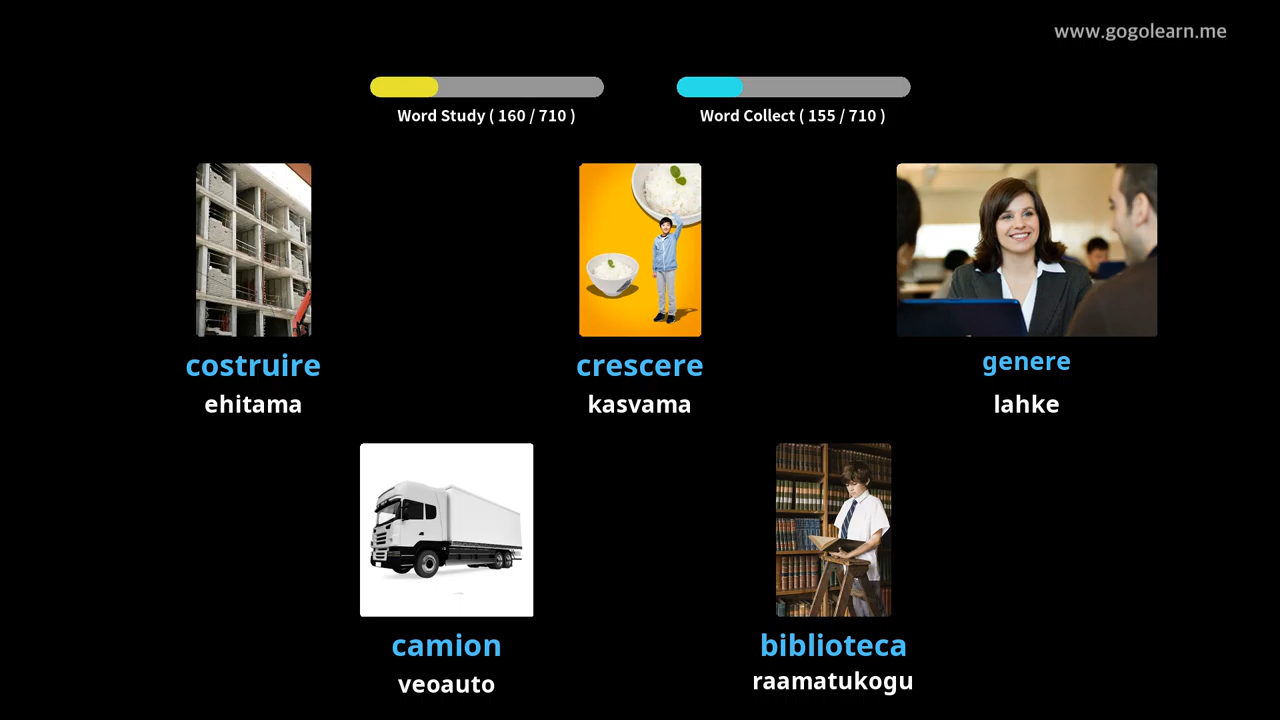 www.gogolearn.me
Word Study ( 160 / 710 )
Word Collect ( 155 / 710 )
costruire
ehitama
crescere
kasvama
genere
lahke
camion
veoauto
biblioteca
raamatukogu